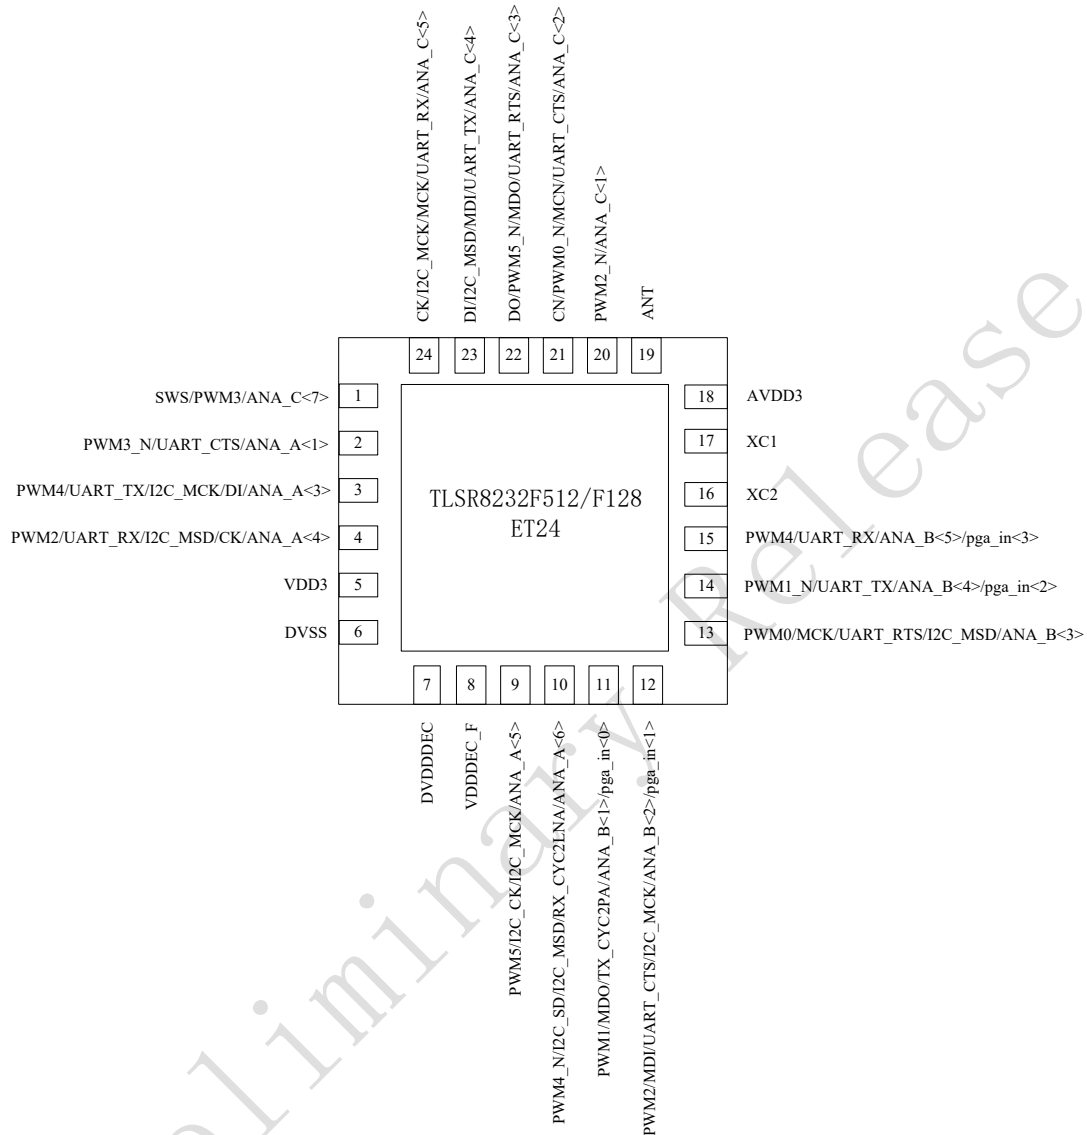 CK/I2C_MCK/MCK/UART_RX/ANA_C<5>
DI/I2C_MSD/MDI/UART_TX/ANA_C<4>
DO/PWM5_N/MDO/UART_RTS/ANA_C<3>
CN/PWM0_N/MCN/UART_CTS/ANA_C<2>
PWM2_N/ANA_C<1>
ANT
24
23
22
21
20
19
SWS/PWM3/ANA_C<7>
1
PWM3_N/UART_CTS/ANA_A<1>
2
PWM4/UART_TX/I2C_MCK/DI/ANA_A<3>
3
PWM2/UART_RX/I2C_MSD/CK/ANA_A<4>
4
VDD3
5
DVSS
6
TLSR8232F512/F128
ET24
18
AVDD3
17
XC1
16
XC2
15
PWM4/UART_RX/ANA_B<5>/pga_in<3>
14
PWM1_N/UART_TX/ANA_B<4>/pga_in<2>
13
PWM0/MCK/UART_RTS/I2C_MSD/ANA_B<3>
7
8
9
10
11
12
DVDDDEC
VDDDEC_F
PWM5/I2C_CK/I2C_MCK/ANA_A<5>
PWM4_N/I2C_SD/I2C_MSD/RX_CYC2LNA/ANA_A<6>
PWM1/MDO/TX_CYC2PA/ANA_B<1>/pga_in<0>
PWM2/MDI/UART_CTS/I2C_MCK/ANA_B<2>/pga_in<1>
eliminary Release